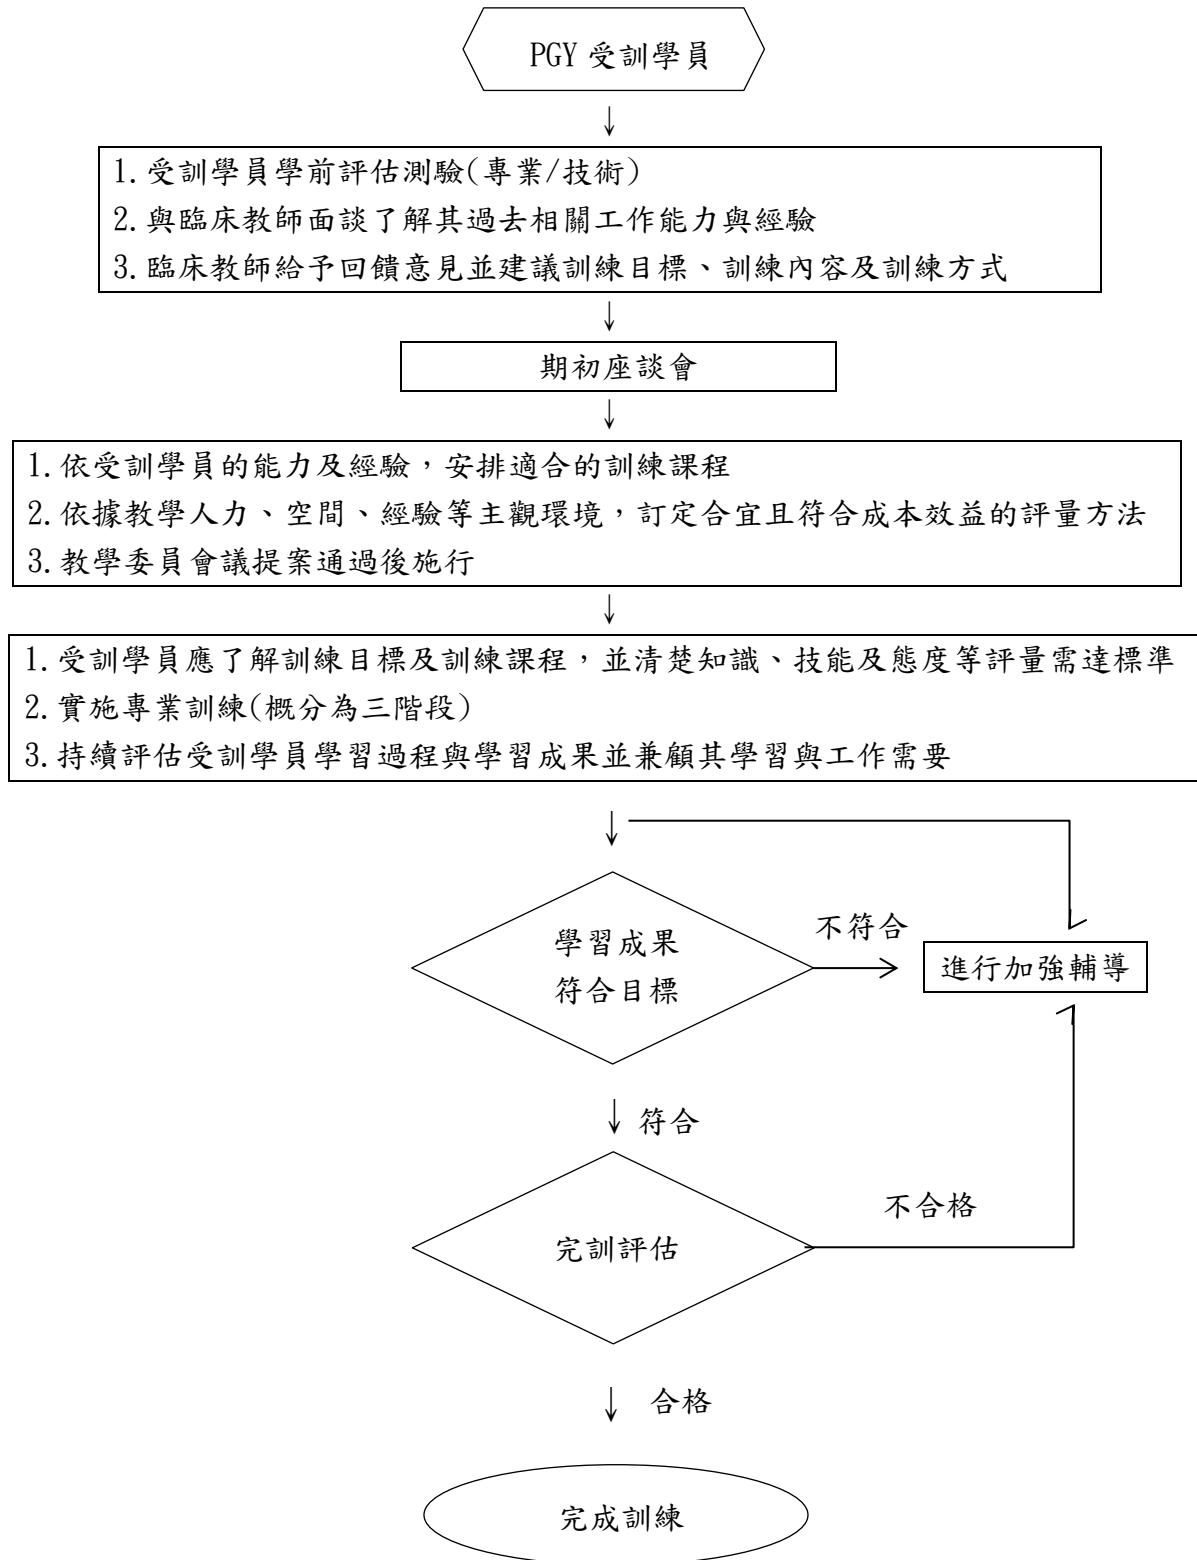 PGY 受訓學員
1. 受訓學員學前評估測驗(專業/技術)
2. 與臨床教師面談了解其過去相關工作能力與經驗
3. 臨床教師給予回饋意見並建議訓練目標、訓練內容及訓練方式
期初座談會
1. 依受訓學員的能力及經驗，安排適合的訓練課程
2. 依據教學人力、空間、經驗等主觀環境，訂定合宜且符合成本效益的評量方法
3. 教學委員會議提案通過後施行
1. 受訓學員應了解訓練目標及訓練課程，並清楚知識、技能及態度等評量需達標準
2. 實施專業訓練(概分為三階段)
3. 持續評估受訓學員學習過程與學習成果並兼顧其學習與工作需要
學習成果
符合目標
不符合
進行加強輔導
符合
完訓評估
不合格
合格
完成訓練